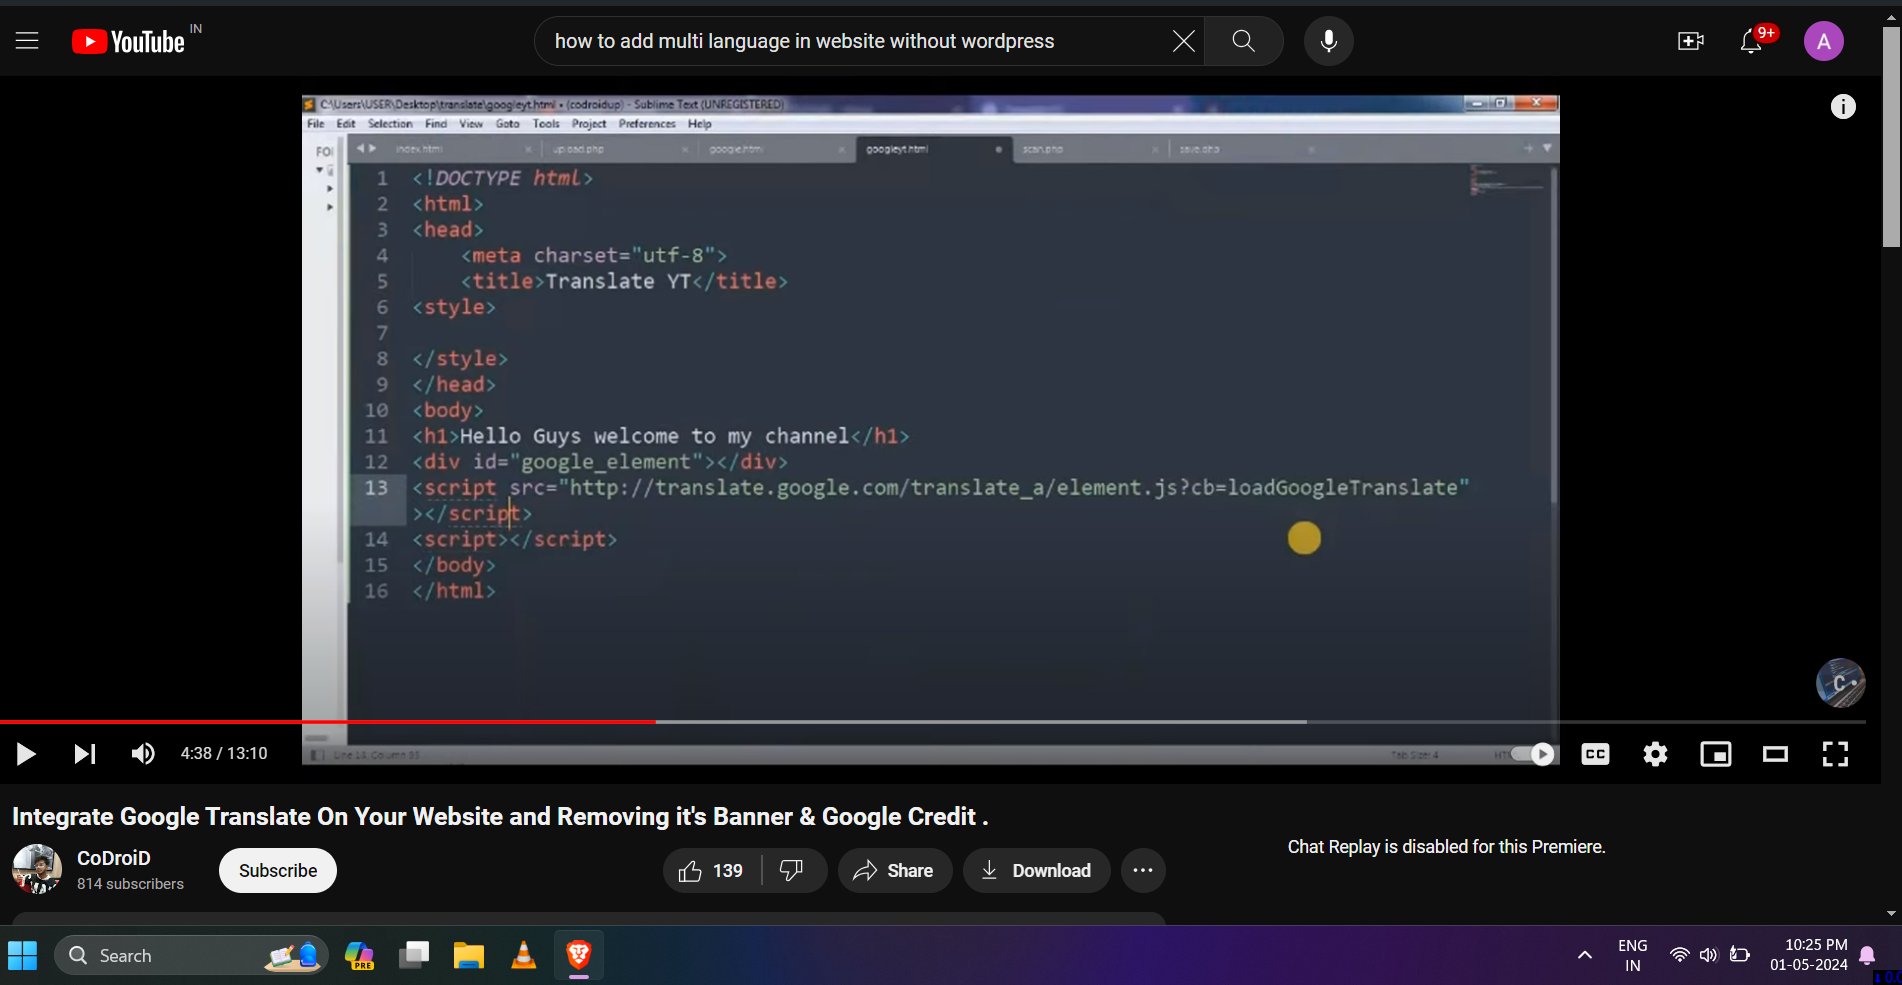 YouTube IN
how to add multi language in website without wordpress
9+
A
C:\Users\USER\Desktop\translate\googleyt.html • (codroidup) - Sublime Text (UNREGISTERED)
File Edit Selection Find View Goto Tools Project Preferences Help
FOI
index.html upload.php google.html googleyt.html scan.php save.php
1 <!DOCTYPE html>
2 <html>
3 <head>
4 <meta charset="utf-8">
5 <title>Translate YT</title>
6 <style>
7
8 </style>
9 </head>
10 <body>
11 <h1>Hello Guys welcome to my channel</h1>
12 <div id="google_element"></div>
13 <script src="http://translate.google.com/translate_a/element.js?cb=loadGoogleTranslate"
></script>
14 <script></script>
15 </body>
16 </html>
C
4:38 / 13:10
Tab Size: 4
CC
Integrate Google Translate On Your Website and Removing it's Banner & Google Credit .
Chat Replay is disabled for this Premiere.
CoDroiD
814 subscribers
Subscribe
139
Share
Download
Search
PRE
ENG
IN
10:25 PM
01-05-2024